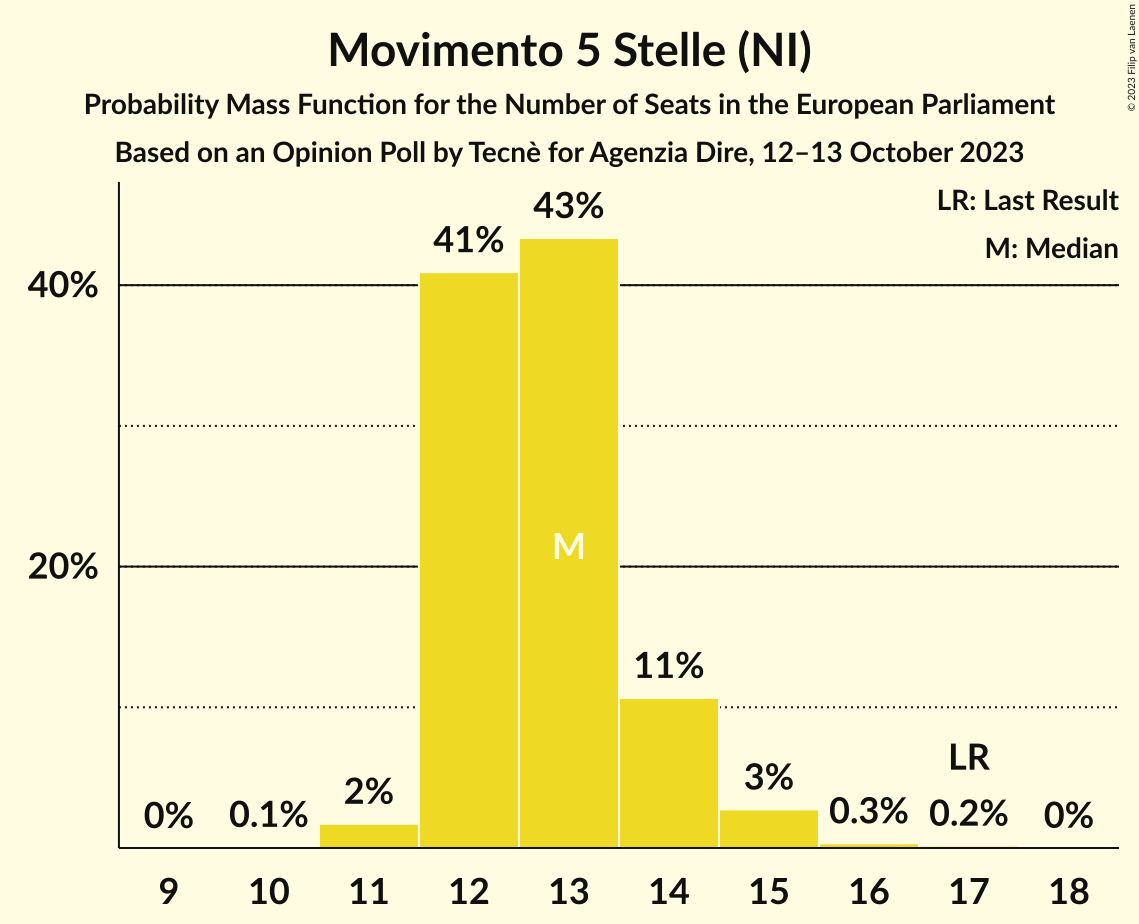 Movimento 5 Stelle (NI)
Probability Mass Function for the Number of Seats in the European Parliament
Based on an Opinion Poll by Tecnè for Agenzia Dire, 12–13 October 2023
© 2023 Filip van Laenen
LR: Last Result
M: Median
43%
41%
40%
M
20%
11%
LR
3%
2%
0% 0.1% 0.3% 0.2% 0%
9 10 11 12 13 14 15 16 17 18